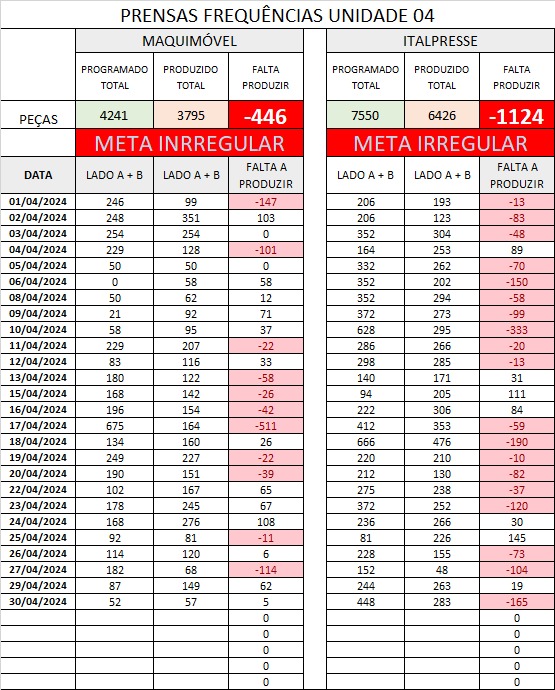 PRENSAS FREQUÊNCIAS UNIDADE 04
MAQUIMÓVEL ITALPRESSE
PROGRAMADO TOTAL PRODUZIDO TOTAL FALTA PRODUZIR PROGRAMADO TOTAL PRODUZIDO TOTAL FALTA PRODUZIR
PEÇAS 4241 3795 -446 7550 6426 -1124
META INRREGULAR META IRREGULAR
DATA LADO A + B LADO A + B FALTA A PRODUZIR LADO A + B LADO A + B FALTA A PRODUZIR
01/04/2024 246 99 -147 206 193 -13
02/04/2024 248 351 103 206 123 -83
03/04/2024 254 254 0 352 304 -48
04/04/2024 229 128 -101 164 253 89
05/04/2024 50 50 0 332 262 -70
06/04/2024 0 58 58 352 202 -150
08/04/2024 50 62 12 352 294 -58
09/04/2024 21 92 71 372 273 -99
10/04/2024 58 95 37 628 295 -333
11/04/2024 229 207 -22 286 266 -20
12/04/2024 83 116 33 298 285 -13
13/04/2024 180 122 -58 140 171 31
15/04/2024 168 142 -26 94 205 111
16/04/2024 196 154 -42 222 306 84
17/04/2024 675 164 -511 412 353 -59
18/04/2024 134 160 26 666 476 -190
19/04/2024 249 227 -22 220 210 -10
20/04/2024 190 151 -39 212 130 -82
22/04/2024 102 167 65 275 238 -37
23/04/2024 178 245 67 372 252 -120
24/04/2024 168 276 108 236 266 30
25/04/2024 92 81 -11 81 226 145
26/04/2024 114 120 6 228 155 -73
27/04/2024 182 68 -114 152 48 -104
29/04/2024 87 149 62 244 263 19
30/04/2024 52 57 5 448 283 -165
0 0
0 0
0 0
0 0
0 0